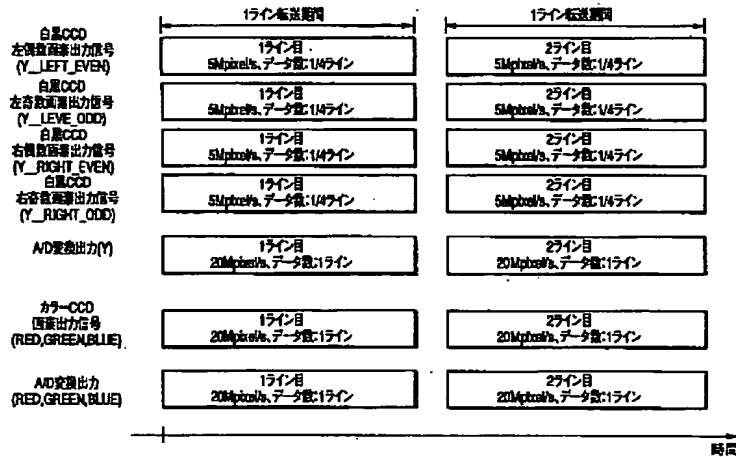 1ライン転送期間 1ライン転送期間
白黒CCD
左偶数画素出力信号
(Y__LEFT_EVEN)
1ライン目
5Mpixel/s、データ数:1/4ライン
2ライン目
5Mpixel/s、データ数:1/4ライン
白黒CCD
左奇数画素出力信号
(Y__LEVE_ODD)
1ライン目
5Mpixel/s、データ数:1/4ライン
2ライン目
5Mpixel/s、データ数:1/4ライン
白黒CCD
右偶数画素出力信号
(Y__RIGHT_EVEN)
1ライン目
5Mpixel/s、データ数:1/4ライン
2ライン目
5Mpixel/s、データ数:1/4ライン
白黒CCD
右奇数画素出力信号
(Y__RIGHT_ODD)
1ライン目
5Mpixel/s、データ数:1/4ライン
2ライン目
5Mpixel/s、データ数:1/4ライン
A/D変換出力(Y)
1ライン目
20Mpixel/s、データ数:1ライン
2ライン目
20Mpixel/s、データ数:1ライン
カラーCCD
画素出力信号
(RED,GREEN,BLUE)
1ライン目
20Mpixel/s、データ数:1ライン
2ライン目
20Mpixel/s、データ数:1ライン
A/D変換出力
(RED,GREEN,BLUE)
1ライン目
20Mpixel/s、データ数:1ライン
2ライン目
20Mpixel/s、データ数:1ライン
時間